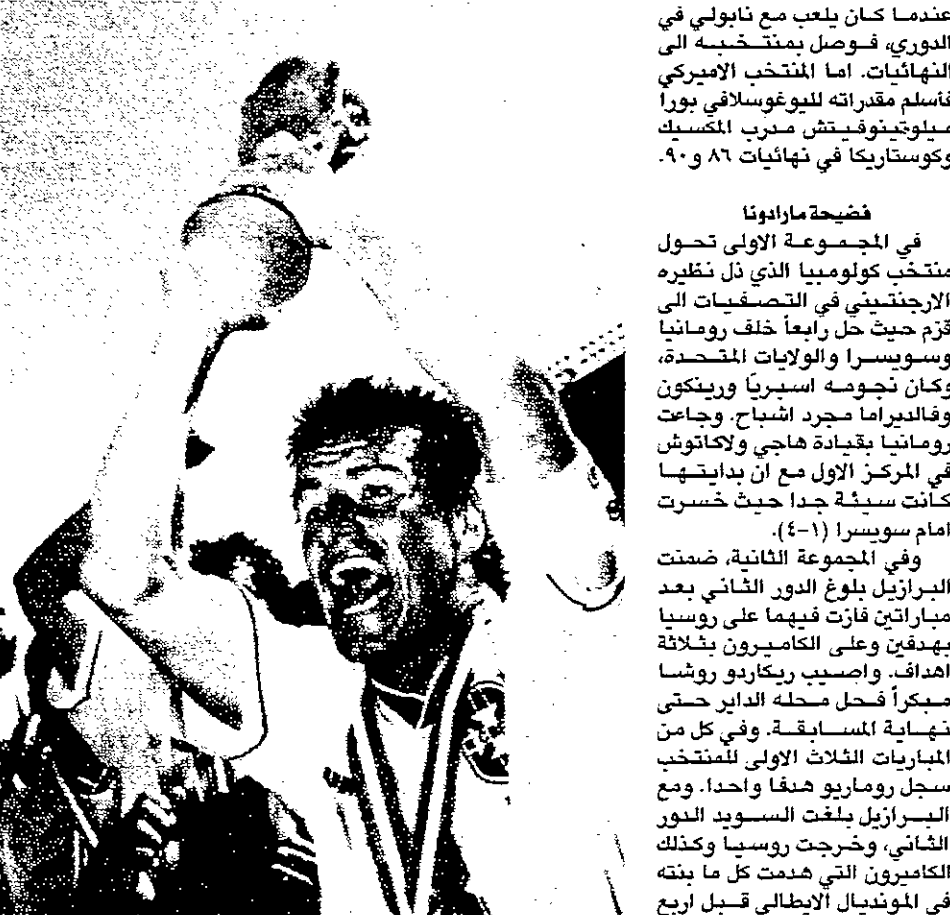 عندما كان يلعب مع نابولي في
الدوري، فوصل بمنتخبه الى
النهائيات. اما المنتخب الاميركي
فأسلم مقدراته لليوغوسلافي بورا
ميلوتينوفيتش مدرب المكسيك
وكوستاريكا في نهائيات ٨٦ و٩٠.
فضيحة مارادونا
في المجموعة الاولى تحول
منتخب كولومبيا الذي ذل نظيره
الارجنتيني في التصفيات الى
قزم حيث حل رابعاً خلف رومانيا
وسويسرا والولايات المتحدة،
وكان نجومه اسبريّا ورينكون
وفالديراما مجرد اشباح. وجاءت
رومانيا بقيادة هاجي ولاكاتوش
في المركز الاول مع ان بدايتها
كانت سيئة جدا حيث خسرت
امام سويسرا (١-٤).
وفي المجموعة الثانية، ضمنت
البرازيل بلوغ الدور الثاني بعد
مباراتين فازت فيهما على روسيا
بهدفين وعلى الكاميرون بثلاثة
اهداف. واصيب ريكاردو روشا
مبكراً فحل محله الداير حتى
نهاية المسابقة. وفي كل من
المباريات الثلاث الاولى للمنتخب
سجل روماريو هدفا واحدا. ومع
البرازيل بلغت السويد الدور
الثاني، وخرجت روسيا وكذلك
الكاميرون التي هدمت كل ما بنته
في المونديال الايطالي قبل اربع